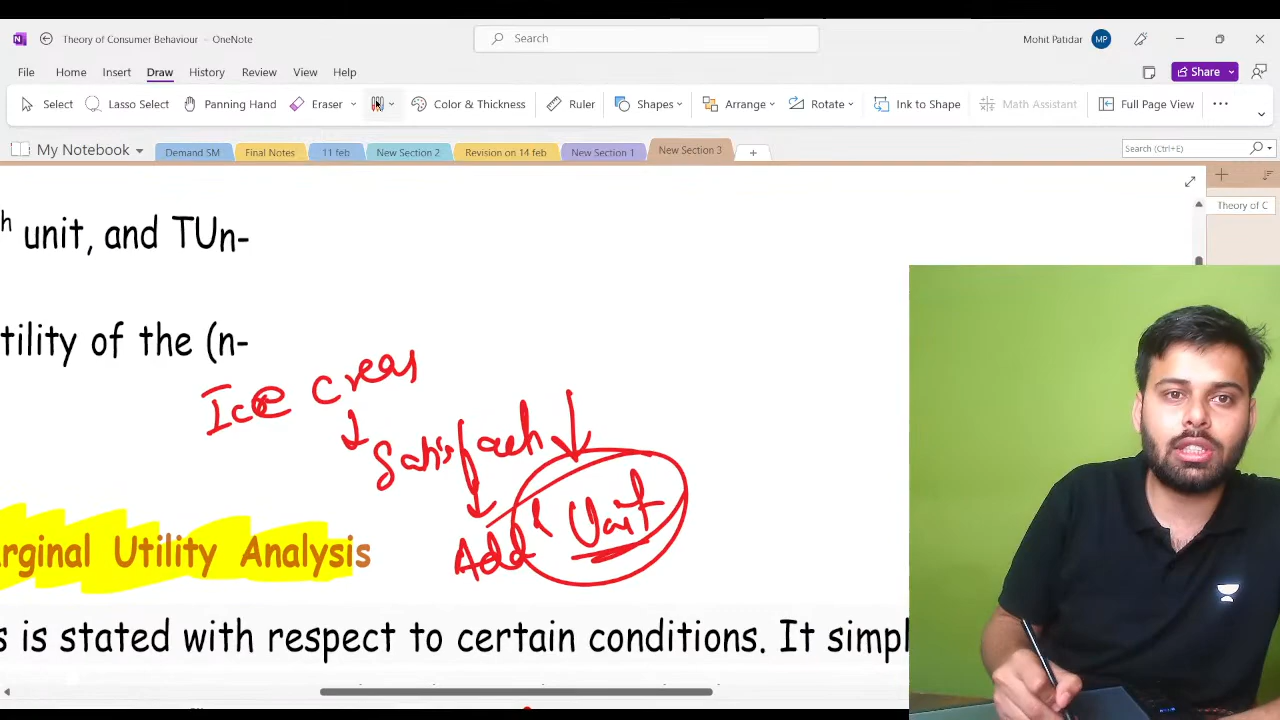 Theory of Consumer Behaviour – OneNote
Search
Mohit Patidar MP
File Home Insert Draw History Review View Help
Share
Select Lasso Select Panning Hand Eraser Color & Thickness Ruler Shapes Arrange Rotate Ink to Shape Math Assistant Full Page View
My Notebook Demand SM Final Notes 11 feb New Section 2 Revision on 14 feb New Section 1 New Section 3
Search (Ctrl+E)
Theory of C
h unit, and TUn-
tility of the (n-
Ice
Unit
Add
rginal Utility Analysis
s is stated with respect to certain conditions. It simpl